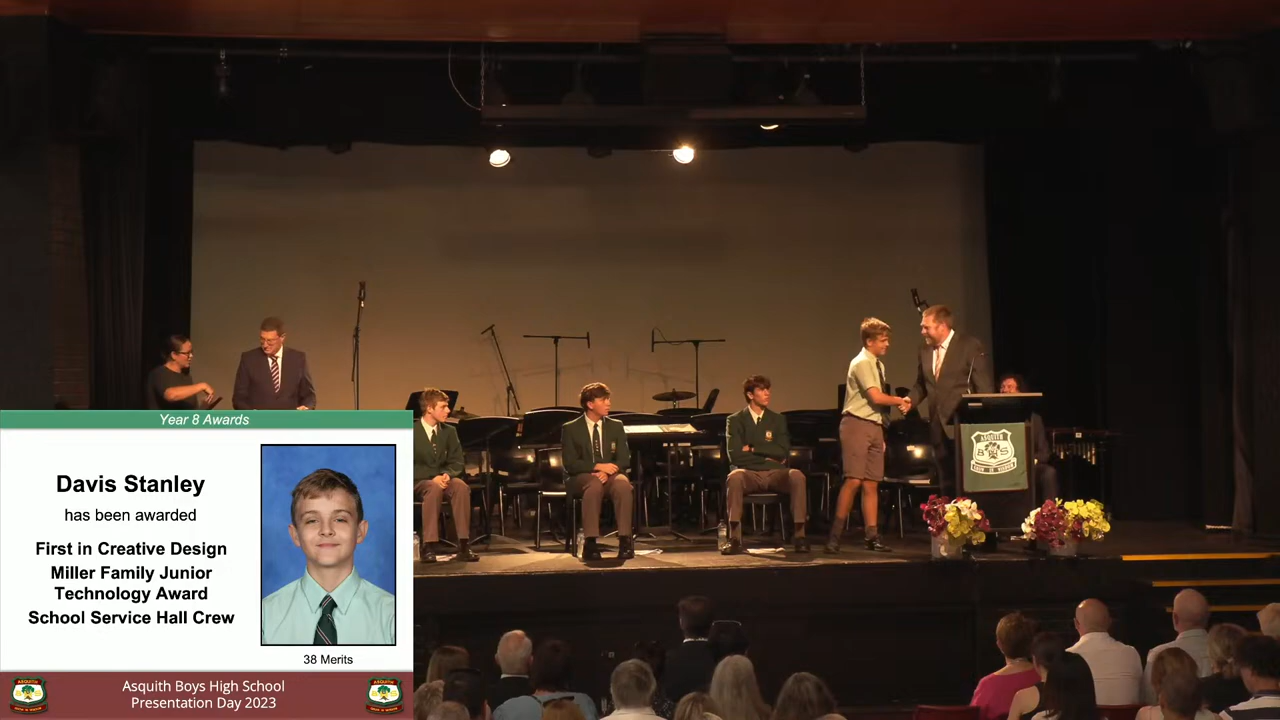 Year 8 Awards
Davis Stanley
has been awarded
First in Creative Design
Miller Family Junior
Technology Award
School Service Hall Crew
38 Merits
Asquith Boys High School
Presentation Day 2023
ASQUITH
B S